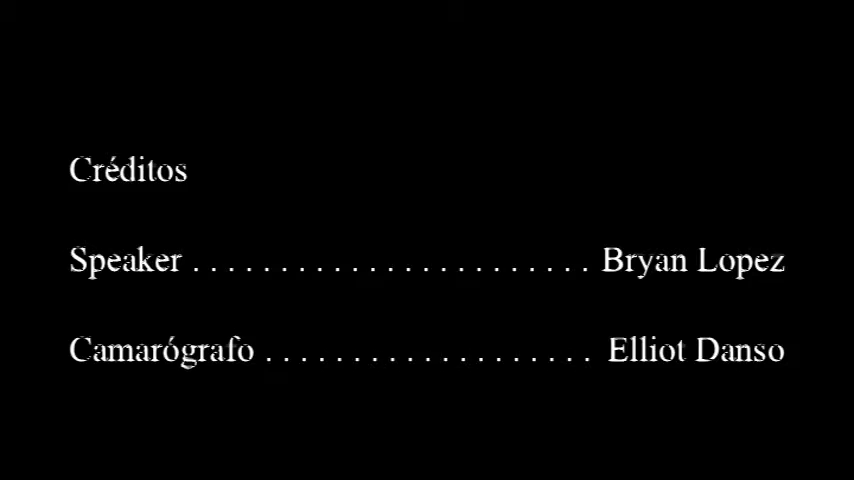 Créditos
Speaker . . . . . . . . . . . . . . . . . . . . . . . Bryan Lopez
Camarógrafo . . . . . . . . . . . . . . . . . . . Elliot Danso